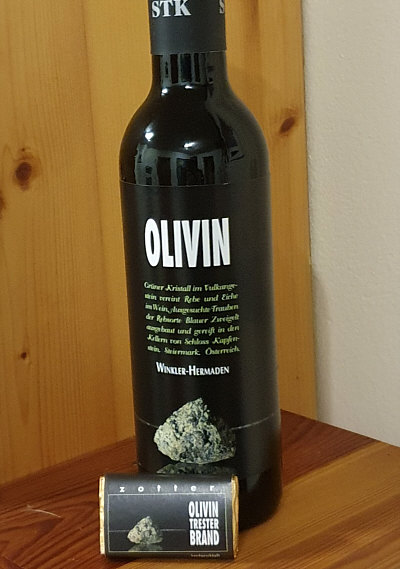 STK
OLIVIN
Grüner Kristall im Vulkange-
stein vereint Rebe und Eiche
im Wein. Ausgesuchte Trauben
der Rebsorte Blauer Zweigelt
ausgebaut und gereift in den
Kellern von Schloss Kapfen-
stein. Steiermark. Österreich.
WINKLER-HERMADEN
zotter
OLIVIN
TRESTER
BRAND